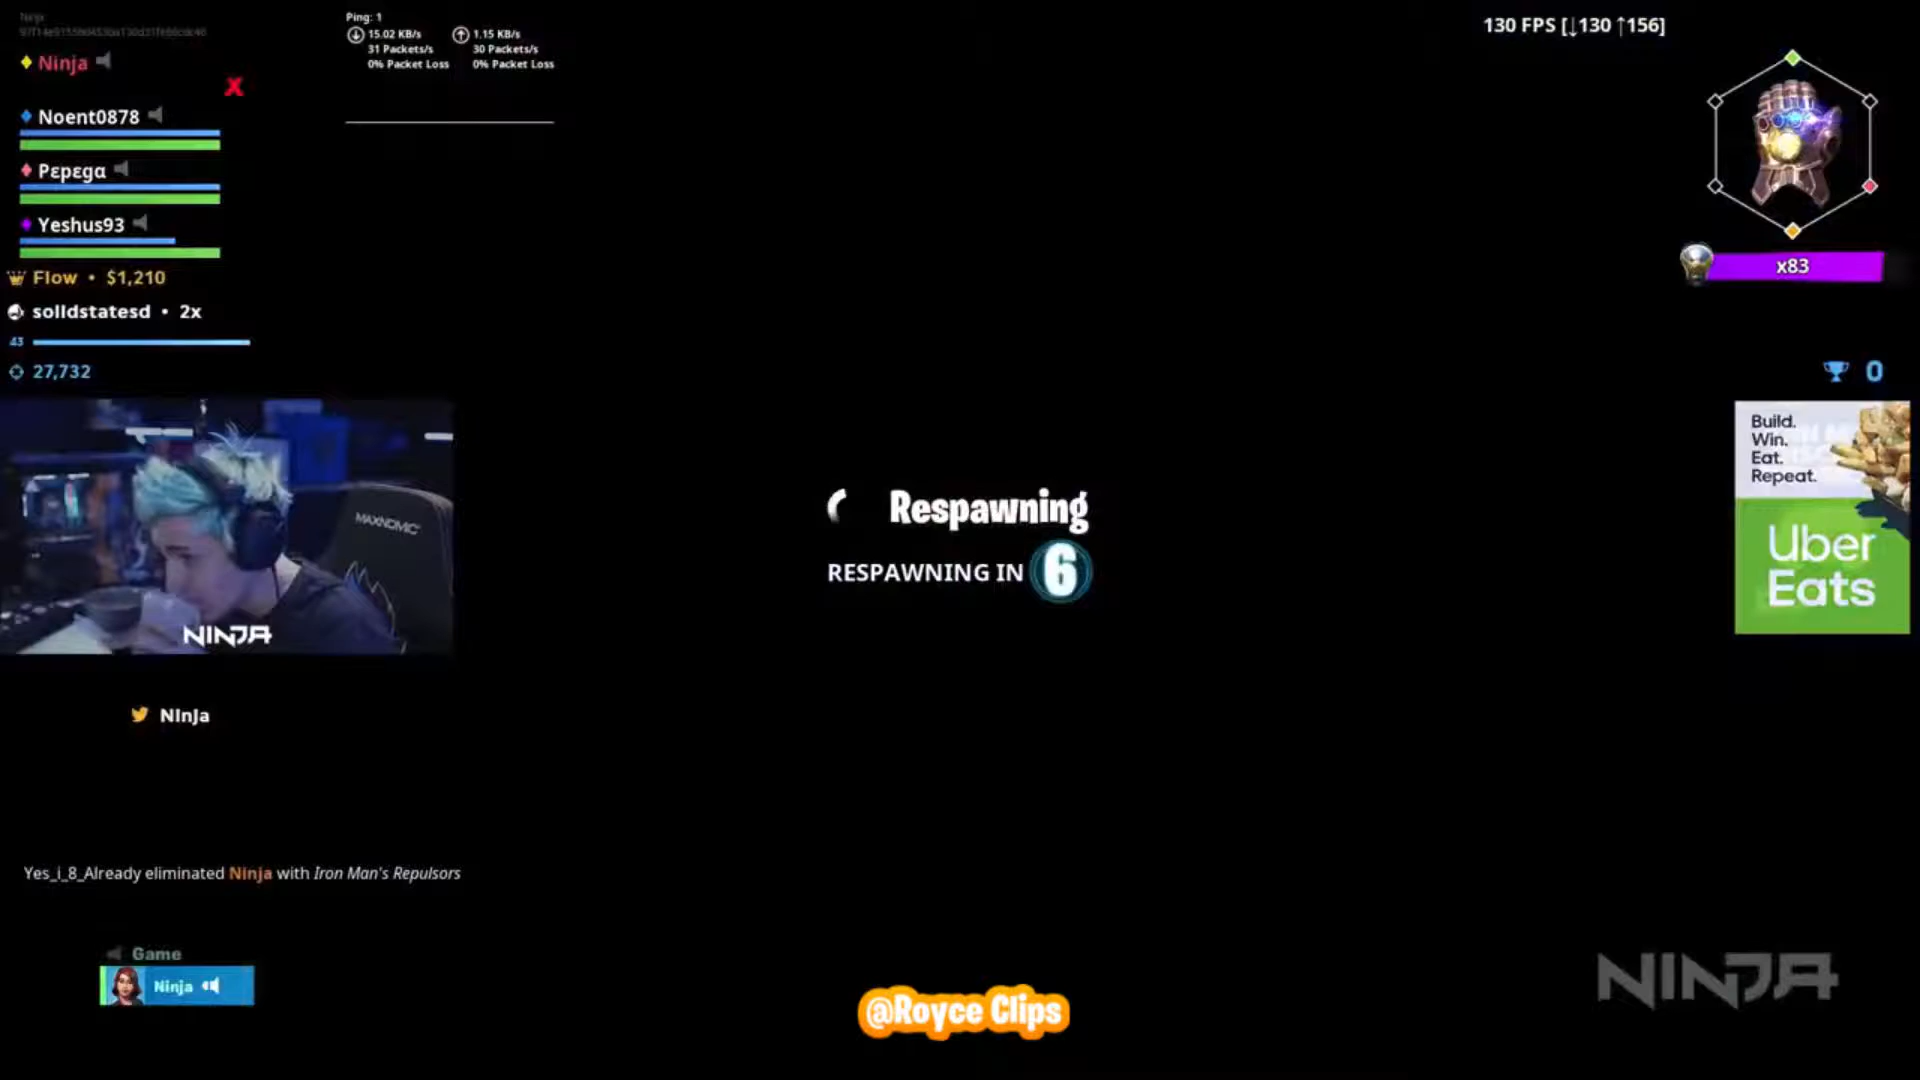 Ninja
Ping: 1
15.02 KB/s
1.15 KB/s
31 Packets/s
30 Packets/s
0% Packet Loss
0% Packet Loss
130 FPS [↓130 ↑156]
Ninja
X
Noent0878
Pεpεgα
Yeshus93
Flow • $1,210
solldstatesd • 2x
43
27,732
x83
0
MAXNOMIC
NINJA
Build.
Win.
Eat.
Repeat.
Uber
Eats
Respawning
RESPAWNING IN 6
NInJa
Yes_i_8_Already eliminated Ninja with Iron Man's Repulsors
Game
Ninja
@Royce Clips
NINJA